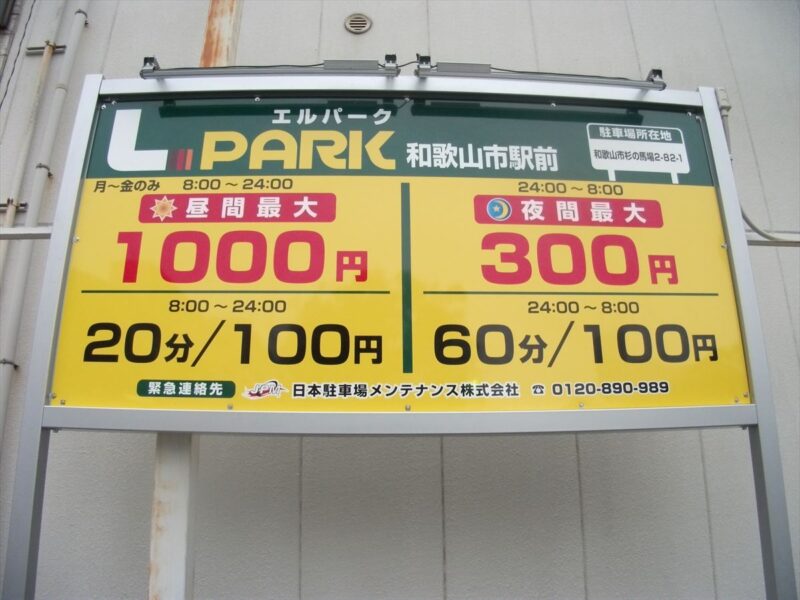 エルパーク
L PARK 和歌山市駅前
駐車場所在地
和歌山市杉の馬場2-82-1
月～金のみ 8:00～24:00
昼間最大
1000円
8:00～24:00
20分/100円
24:00～8:00
夜間最大
300円
24:00～8:00
60分/100円
緊急連絡先 日本駐車場メンテナンス株式会社 ☎ 0120-890-989